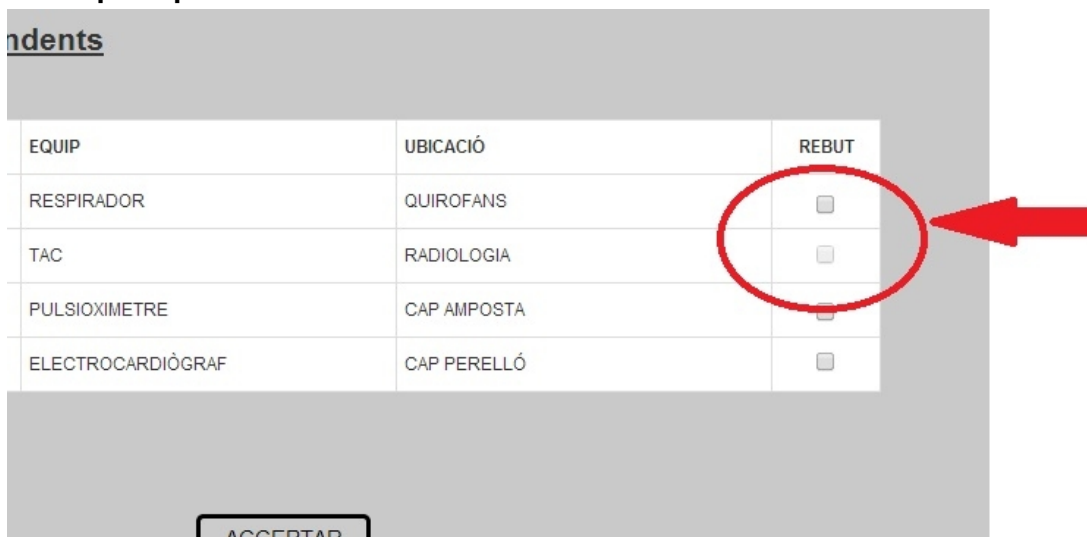 ndents
EQUIP UBICACIÓ REBUT
RESPIRADOR QUIROFANS
TAC RADIOLOGIA
PULSIOXIMETRE CAP AMPOSTA
ELECTROCARDIÒGRAF CAP PERELLÓ
ACCEPTAR